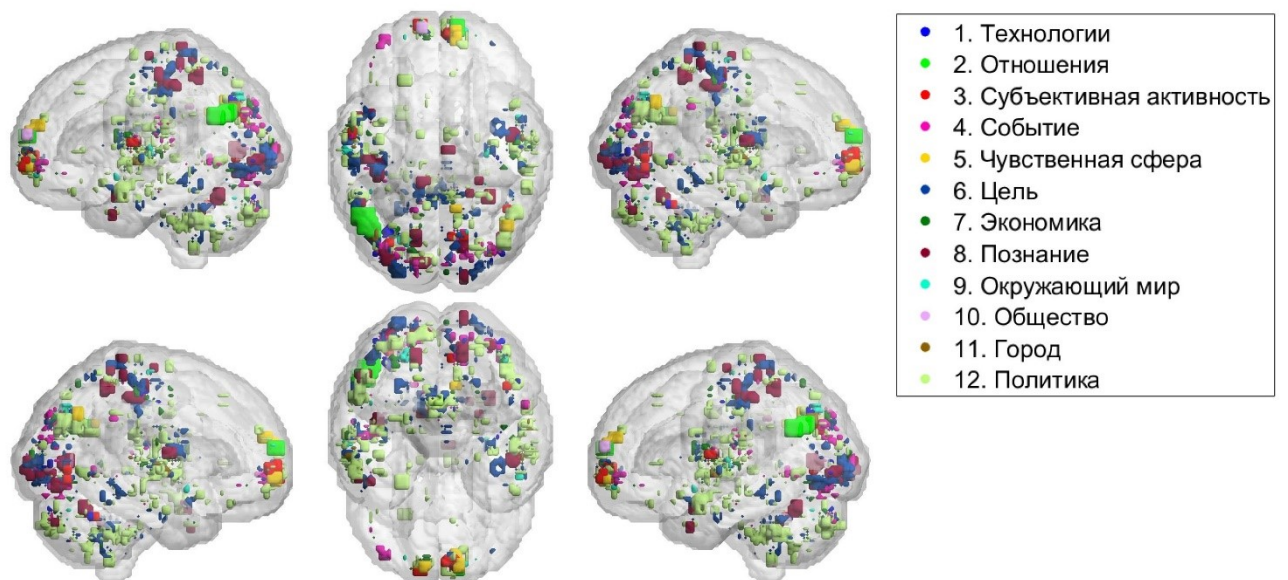 1. Технологии
2. Отношения
3. Субъективная активность
4. Событие
5. Чувственная сфера
6. Цель
7. Экономика
8. Познание
9. Окружающий мир
10. Общество
11. Город
12. Политика